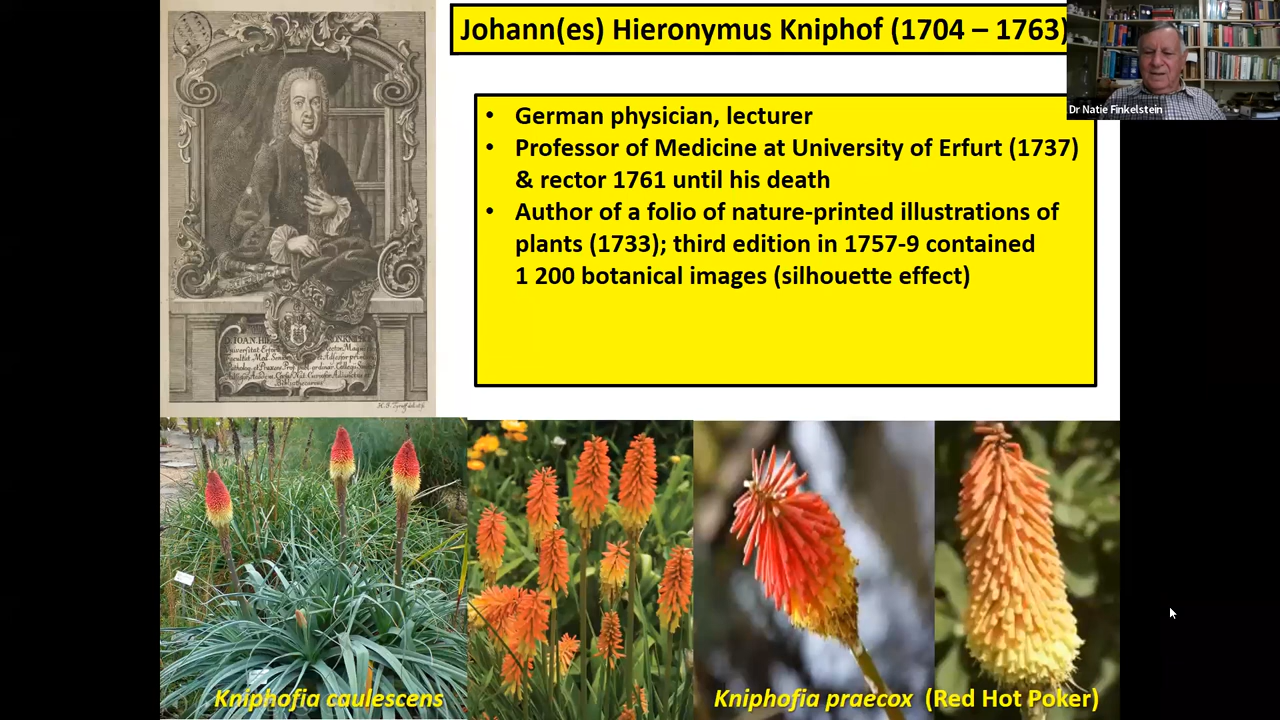 Johann(es) Hieronymus Kniphof (1704 – 1763)
Dr Natie Finkelstein
• German physician, lecturer
• Professor of Medicine at University of Erfurt (1737)
& rector 1761 until his death
• Author of a folio of nature-printed illustrations of
plants (1733); third edition in 1757-9 contained
1 200 botanical images (silhouette effect)
D. IOAN. HIE
Kniphofia caulescens
Kniphofia praecox (Red Hot Poker)